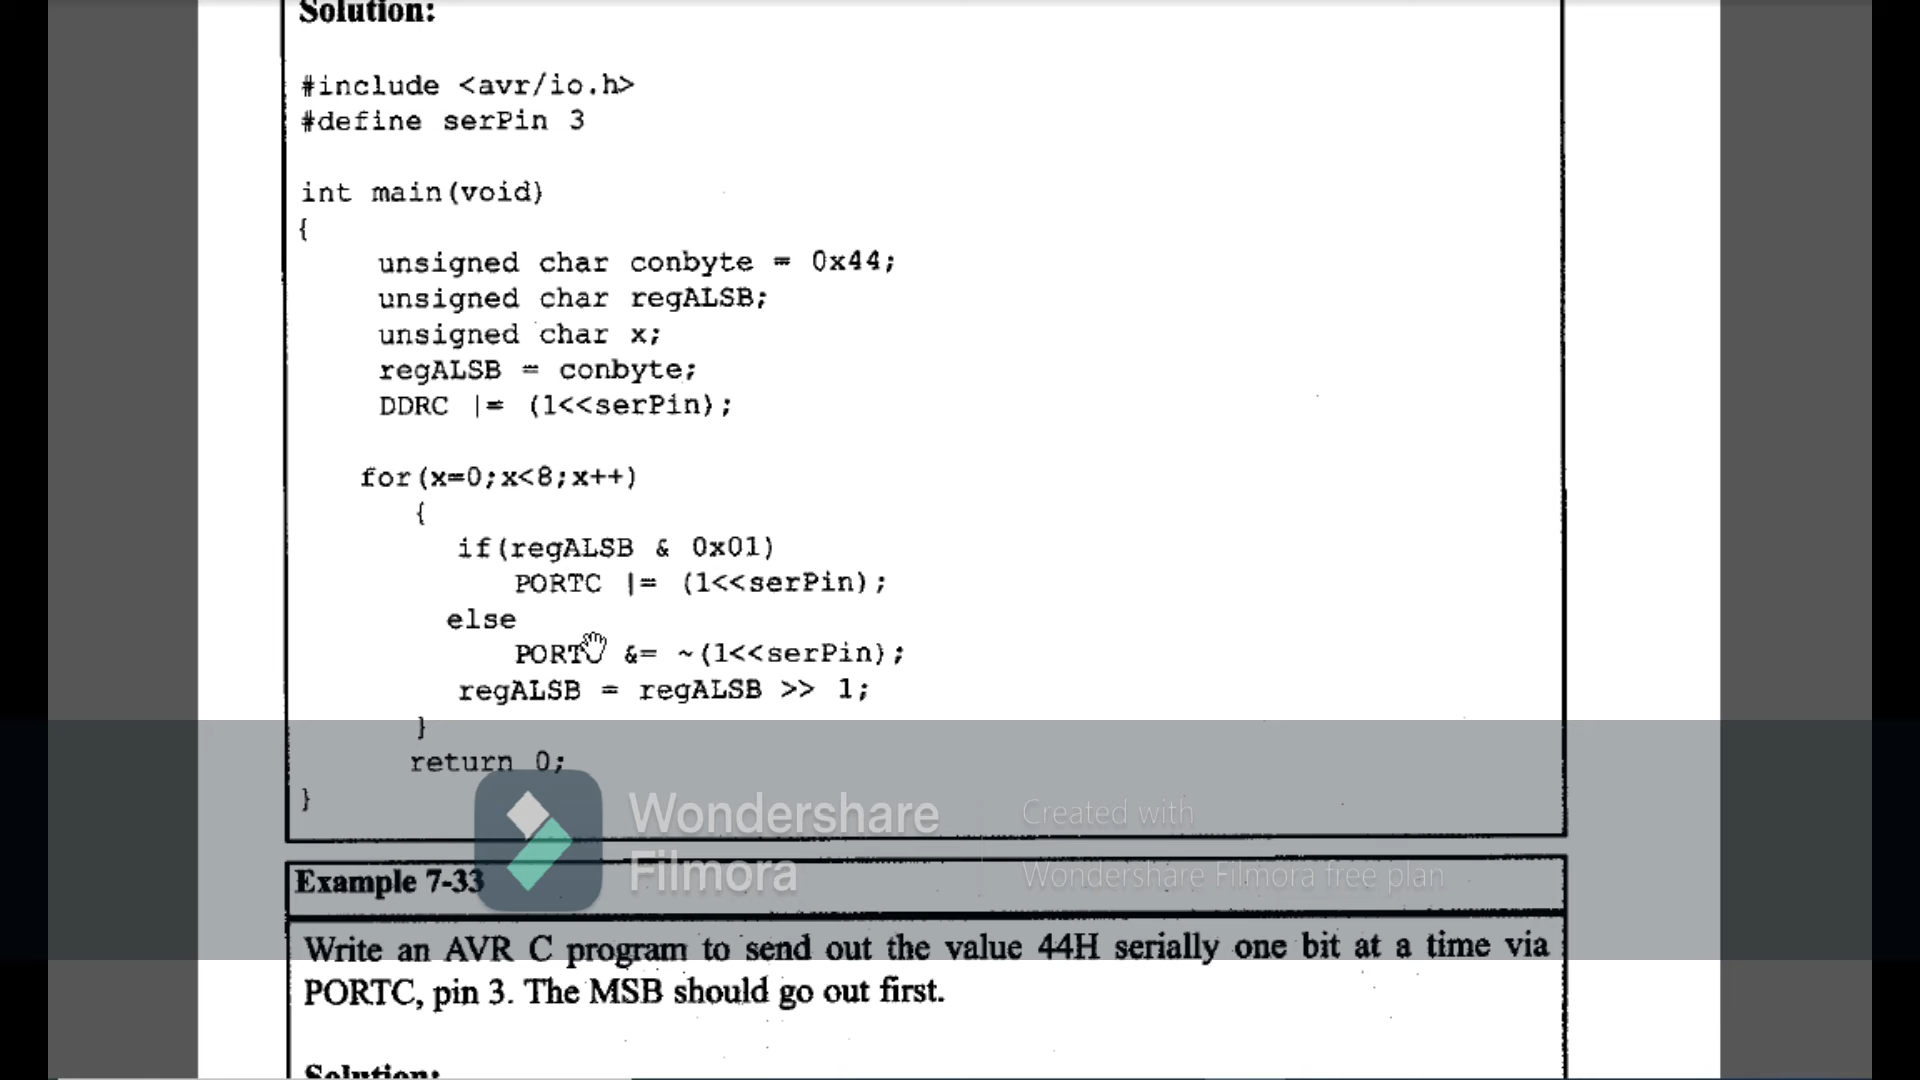 Solution:
#include <avr/io.h>
#define serPin 3
int main(void)
{
unsigned char conbyte = 0x44;
unsigned char regALSB;
unsigned char x;
regALSB = conbyte;
DDRC |= (1<<serPin);
for(x=0;x<8;x++)
{
if(regALSB & 0x01)
PORTC |= (1<<serPin);
else
PORTC &= ~(1<<serPin);
regALSB = regALSB >> 1;
}
return 0;
}
Wondershare
Filmora
Created with
Wondershare Filmora free plan
Example 7-33
Write an AVR C program to send out the value 44H serially one bit at a time via
PORTC, pin 3. The MSB should go out first.
Solution: